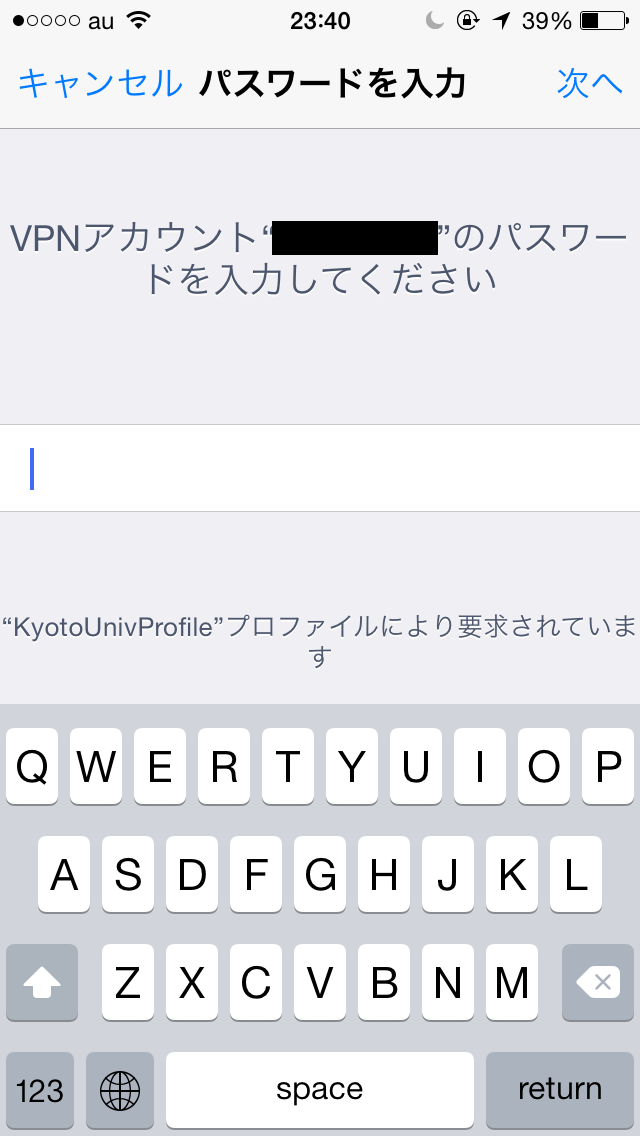 au 23:40 39%
キャンセル パスワードを入力 次へ
VPNアカウント“ ”のパスワー
ドを入力してください
“KyotoUnivProfile”プロファイルにより要求されていま
す
Q W E R T Y U I O P
A S D F G H J K L
Z X C V B N M
123 space return